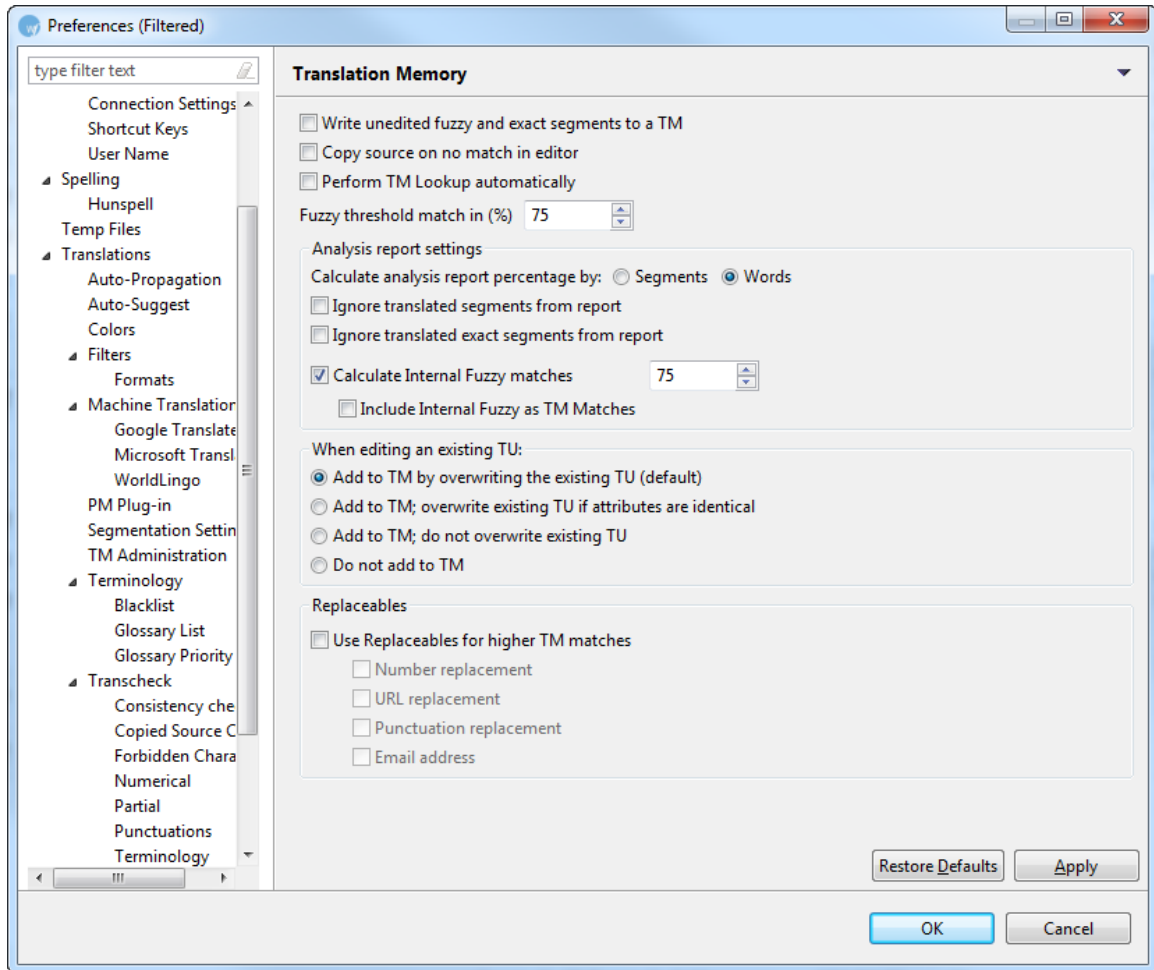 Preferences (Filtered)
type filter text
Connection Settings
Shortcut Keys
User Name
Spelling
Hunspell
Temp Files
Translations
Auto-Propagation
Auto-Suggest
Colors
Filters
Formats
Machine Translation
Google Translate
Microsoft Transl
WorldLingo
PM Plug-in
Segmentation Settin
TM Administration
Terminology
Blacklist
Glossary List
Glossary Priority
Transcheck
Consistency che
Copied Source C
Forbidden Chara
Numerical
Partial
Punctuations
Terminology
Translation Memory
Write unedited fuzzy and exact segments to a TM
Copy source on no match in editor
Perform TM Lookup automatically
Fuzzy threshold match in (%) 75
Analysis report settings
Calculate analysis report percentage by: Segments Words
Ignore translated segments from report
Ignore translated exact segments from report
Calculate Internal Fuzzy matches 75
Include Internal Fuzzy as TM Matches
When editing an existing TU:
Add to TM by overwriting the existing TU (default)
Add to TM; overwrite existing TU if attributes are identical
Add to TM; do not overwrite existing TU
Do not add to TM
Replaceables
Use Replaceables for higher TM matches
Number replacement
URL replacement
Punctuation replacement
Email address
Restore Defaults Apply
OK Cancel